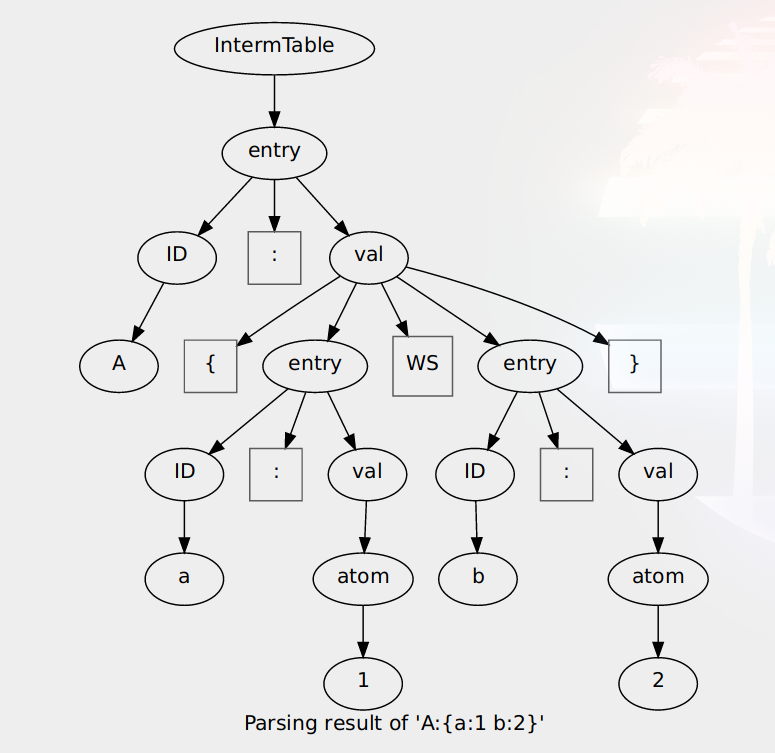 IntermTable
entry
ID : val
A { entry WS entry }
ID : val ID : val
a atom b atom
1 2
Parsing result of 'A:{a:1 b:2}'